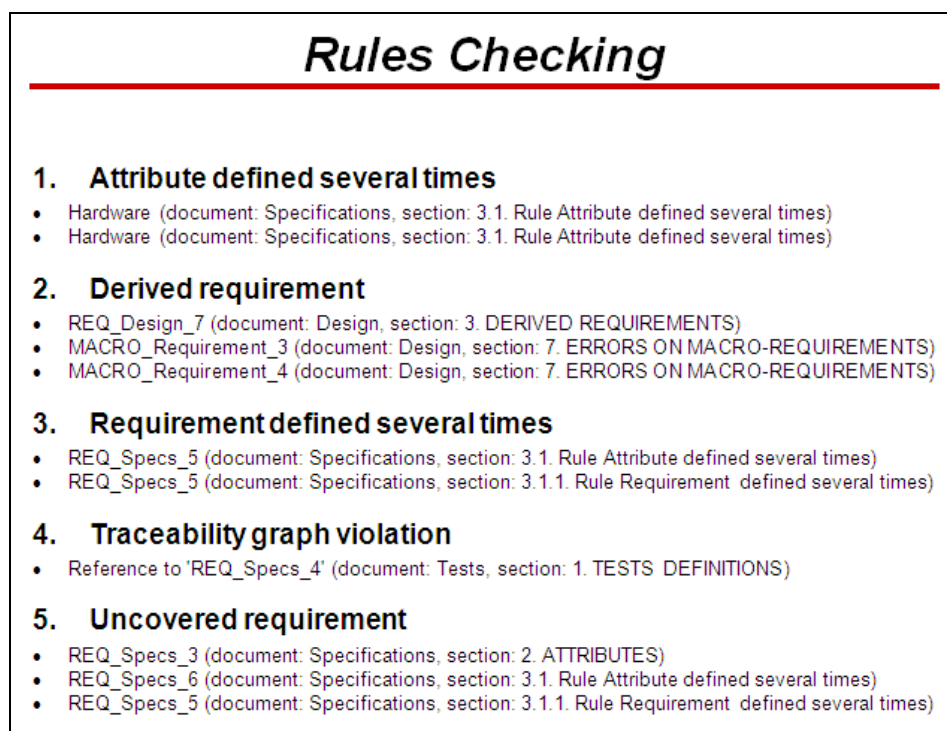 Rules Checking
1. Attribute defined several times
• Hardware (document: Specifications, section: 3.1. Rule Attribute defined several times)
• Hardware (document: Specifications, section: 3.1. Rule Attribute defined several times)
2. Derived requirement
• REQ_Design_7 (document: Design, section: 3. DERIVED REQUIREMENTS)
• MACRO_Requirement_3 (document: Design, section: 7. ERRORS ON MACRO-REQUIREMENTS)
• MACRO_Requirement_4 (document: Design, section: 7. ERRORS ON MACRO-REQUIREMENTS)
3. Requirement defined several times
• REQ_Specs_5 (document: Specifications, section: 3.1. Rule Attribute defined several times)
• REQ_Specs_5 (document: Specifications, section: 3.1.1. Rule Requirement defined several times)
4. Traceability graph violation
• Reference to 'REQ_Specs_4' (document: Tests, section: 1. TESTS DEFINITIONS)
5. Uncovered requirement
• REQ_Specs_3 (document: Specifications, section: 2. ATTRIBUTES)
• REQ_Specs_6 (document: Specifications, section: 3.1. Rule Attribute defined several times)
• REQ_Specs_5 (document: Specifications, section: 3.1.1. Rule Requirement defined several times)